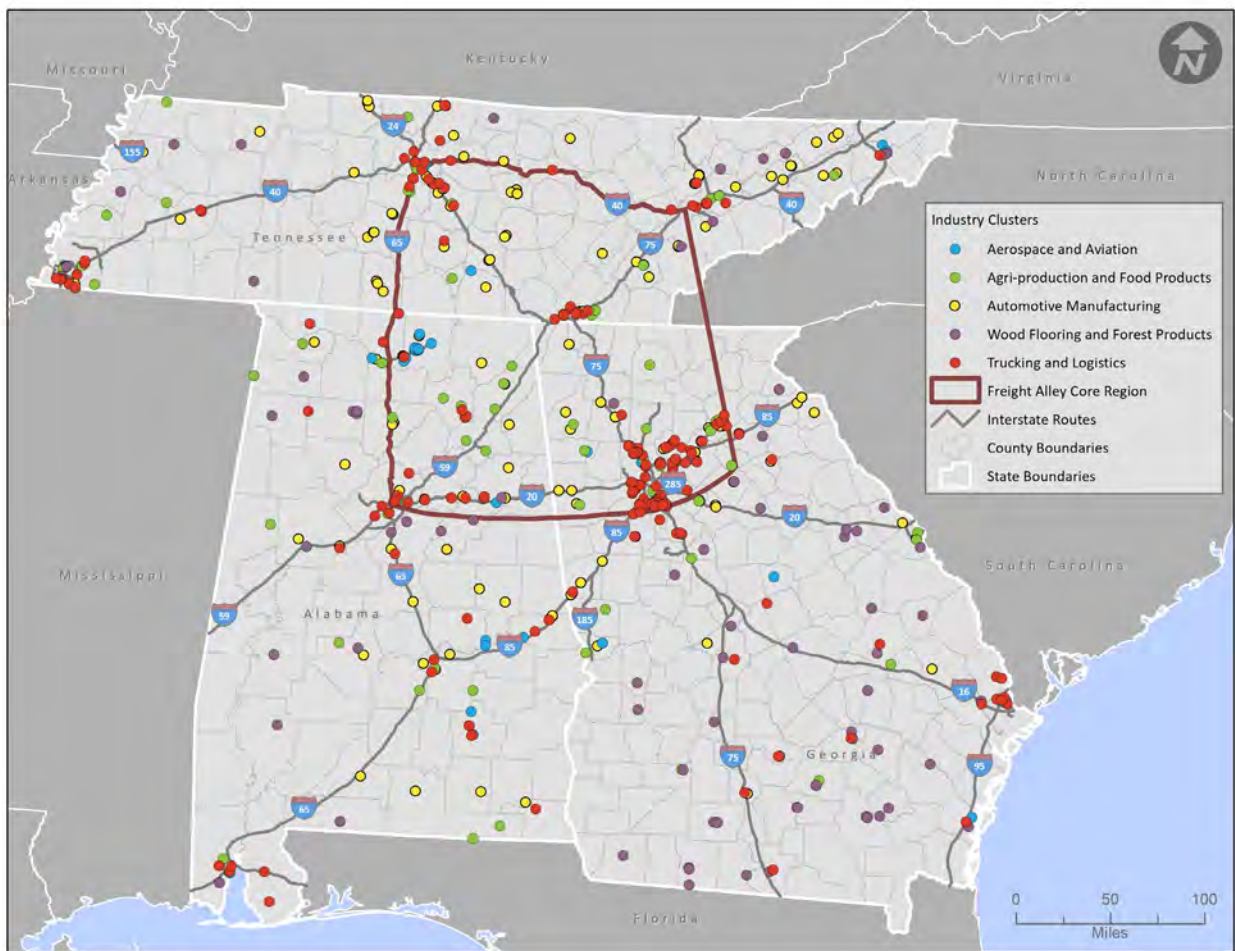 Kentucky
Missouri
Virginia
N
24
155
Arkansas
40
40
40
North Carolina
Tennessee
65
75
Industry Clusters
Aerospace and Aviation
Agri-production and Food Products
Automotive Manufacturing
Wood Flooring and Forest Products
Trucking and Logistics
Freight Alley Core Region
Interstate Routes
County Boundaries
State Boundaries
75
85
59
285
20
20
85
South Carolina
Mississippi
65
59
Alabama
185
85
16
75
Georgia
95
65
0 50 100
Miles
Florida